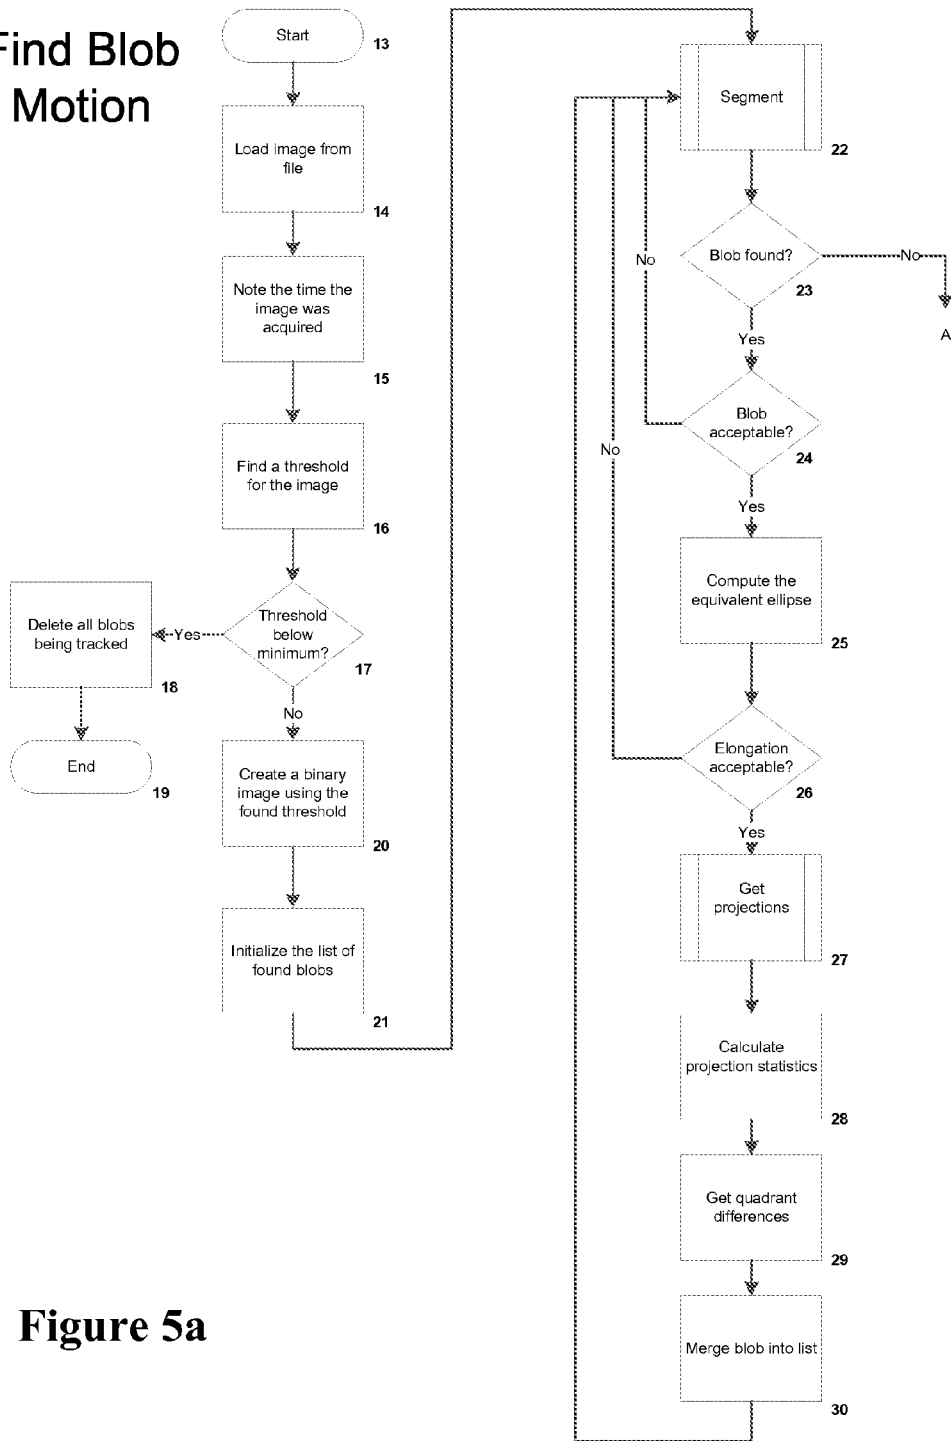 Find Blob
Motion
Start
13
Load image from
file
14
Note the time the
image was
acquired
15
Find a threshold
for the image
16
Threshold
below
minimum?
17
Yes
Delete all blobs
being tracked
18
End
19
No
Create a binary
image using the
found threshold
20
Initialize the list of
found blobs
21
Segment
22
Blob found?
23
No
A
Yes
Blob
acceptable?
24
No
Yes
Compute the
equivalent ellipse
25
Elongation
acceptable?
26
No
Yes
Get
projections
27
Calculate
projection statistics
28
Get quadrant
differences
29
Merge blob into list
30
Figure 5a